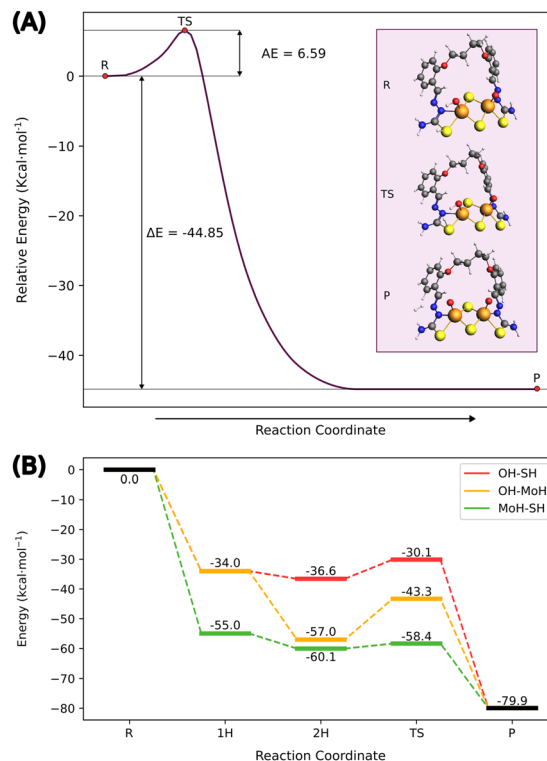 (A)
TS
R
AE = 6.59
0
−10
−20
−30
−40
Relative Energy (Kcal·mol⁻¹)
ΔE = -44.85
P
Reaction Coordinate
R
TS
P
(B)
OH-SH
OH-MoH
MoH-SH
0
−10
−20
−30
−40
−50
−60
−70
−80
Energy (kcal·mol⁻¹)
0.0
-34.0
-36.6
-30.1
-43.3
-55.0
-57.0
-60.1
-58.4
-79.9
R
1H
2H
TS
P
Reaction Coordinate